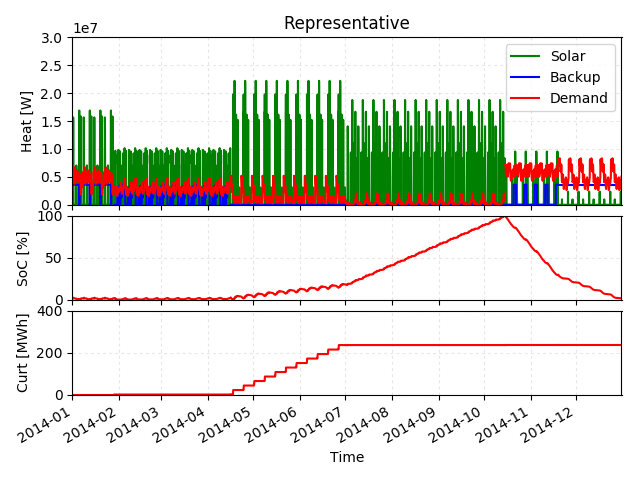 Representative
1e7
3.0
2.5
2.0
1.5
1.0
0.5
0.0
Heat [W]
Solar
Backup
Demand
100
50
0
SoC [%]
400
200
0
Curt [MWh]
2014-01
2014-02
2014-03
2014-04
2014-05
2014-06
2014-07
2014-08
2014-09
2014-10
2014-11
2014-12
Time